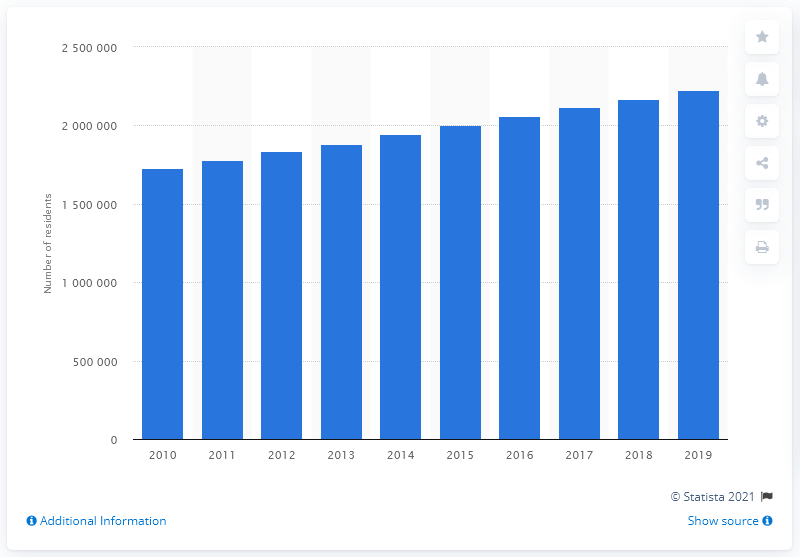 2 500 000
2 000 000
1 500 000
1 000 000
500 000
0
Number of residents
2010 2011 2012 2013 2014 2015 2016 2017 2018 2019
© Statista 2021
Additional Information
Show source